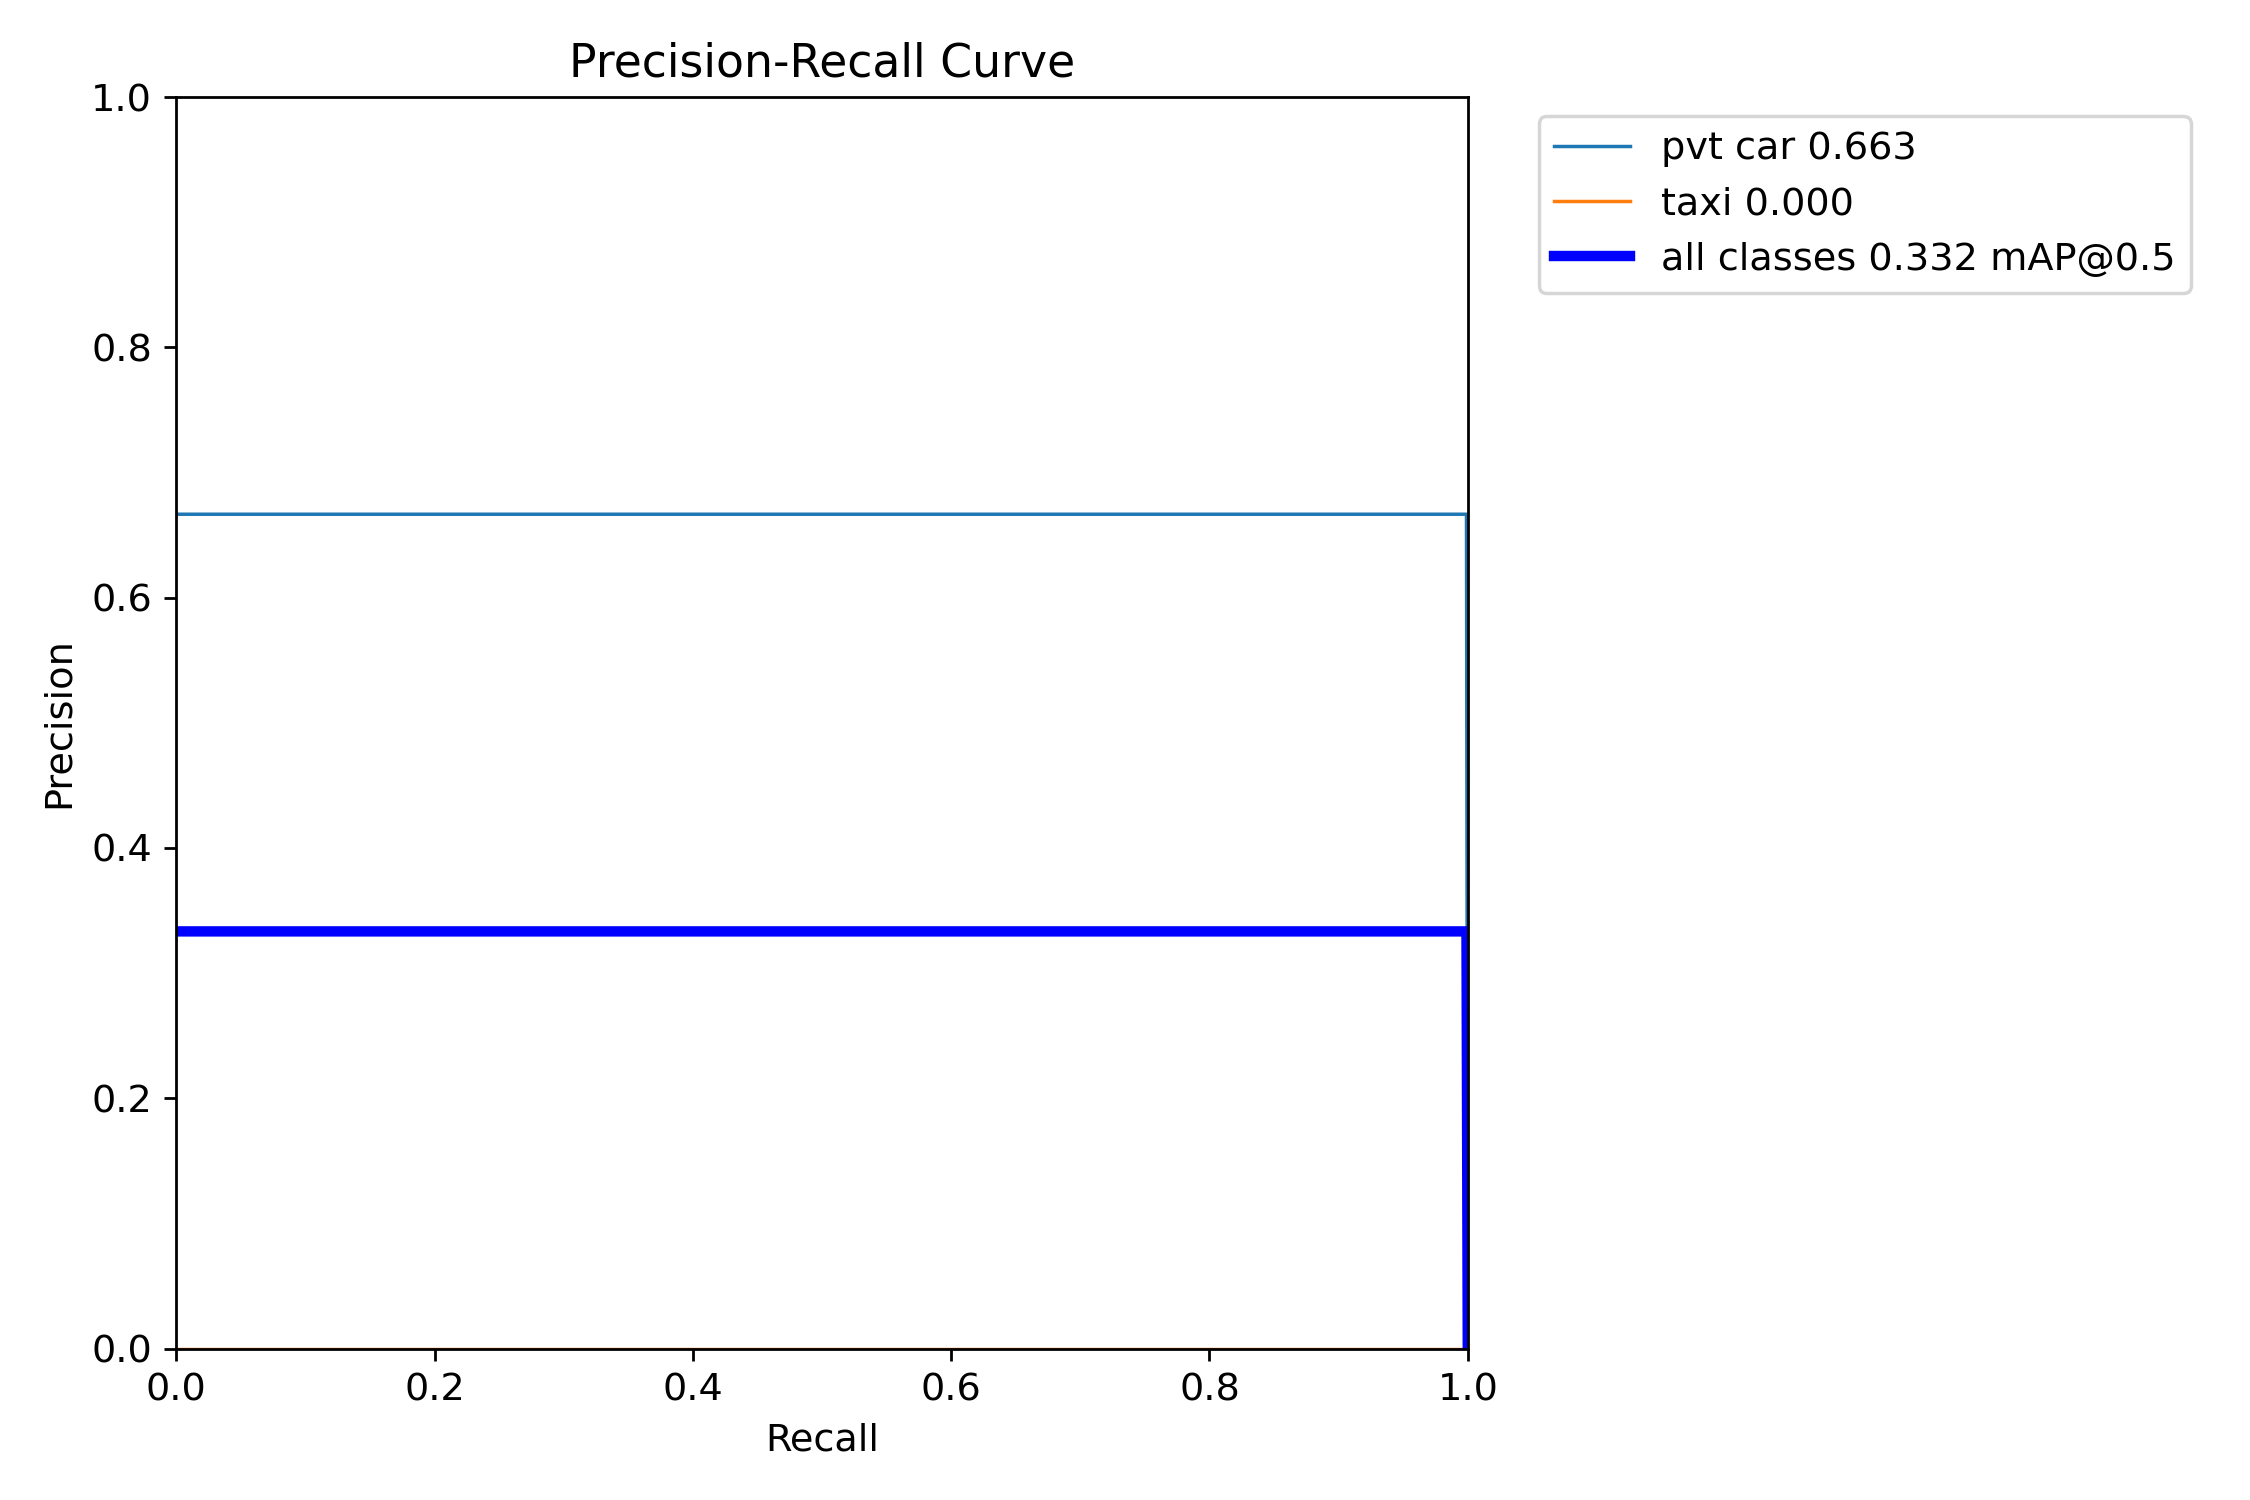 Precision-Recall Curve
1.0
0.8
0.6
0.4
0.2
0.0
Precision
0.0 0.2 0.4 0.6 0.8 1.0
Recall
pvt car 0.663
taxi 0.000
all classes 0.332 mAP@0.5